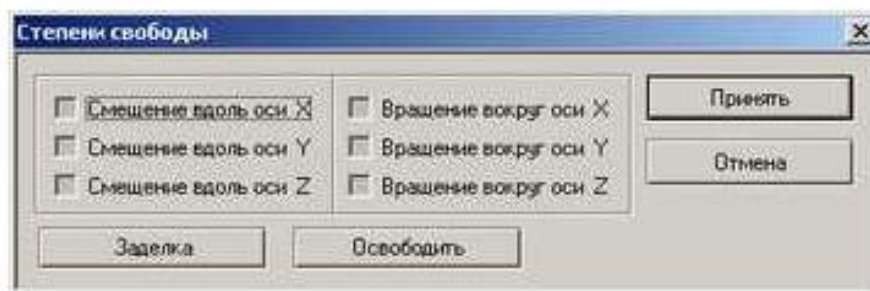 Степени свободы
Смещение вдоль оси X
Смещение вдоль оси Y
Смещение вдоль оси Z
Вращение вокруг оси X
Вращение вокруг оси Y
Вращение вокруг оси Z
Принять
Отмена
Заделка
Освободить